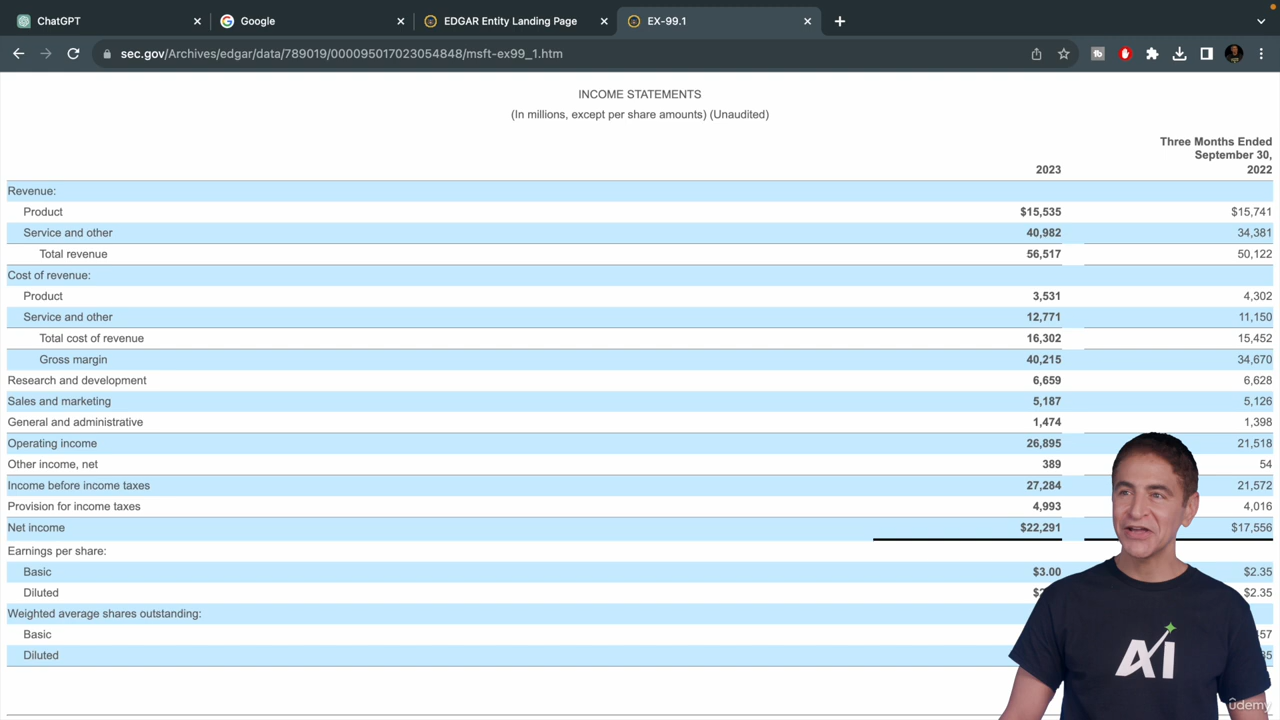 ChatGPT
Google
EDGAR Entity Landing Page
EX-99.1
sec.gov/Archives/edgar/data/789019/000095017023054848/msft-ex99_1.htm
INCOME STATEMENTS
(In millions, except per share amounts) (Unaudited)
Three Months Ended
September 30,
2023 2022
Revenue:
Product $15,535 $15,741
Service and other 40,982 34,381
Total revenue 56,517 50,122
Cost of revenue:
Product 3,531 4,302
Service and other 12,771 11,150
Total cost of revenue 16,302 15,452
Gross margin 40,215 34,670
Research and development 6,659 6,628
Sales and marketing 5,187 5,126
General and administrative 1,474 1,398
Operating income 26,895 21,518
Other income, net 389 54
Income before income taxes 27,284 21,572
Provision for income taxes 4,993 4,016
Net income $22,291 $17,556
Earnings per share:
Basic $3.00 $2.35
Diluted $2.35
Weighted average shares outstanding:
Basic
Diluted
AI
ûdemy